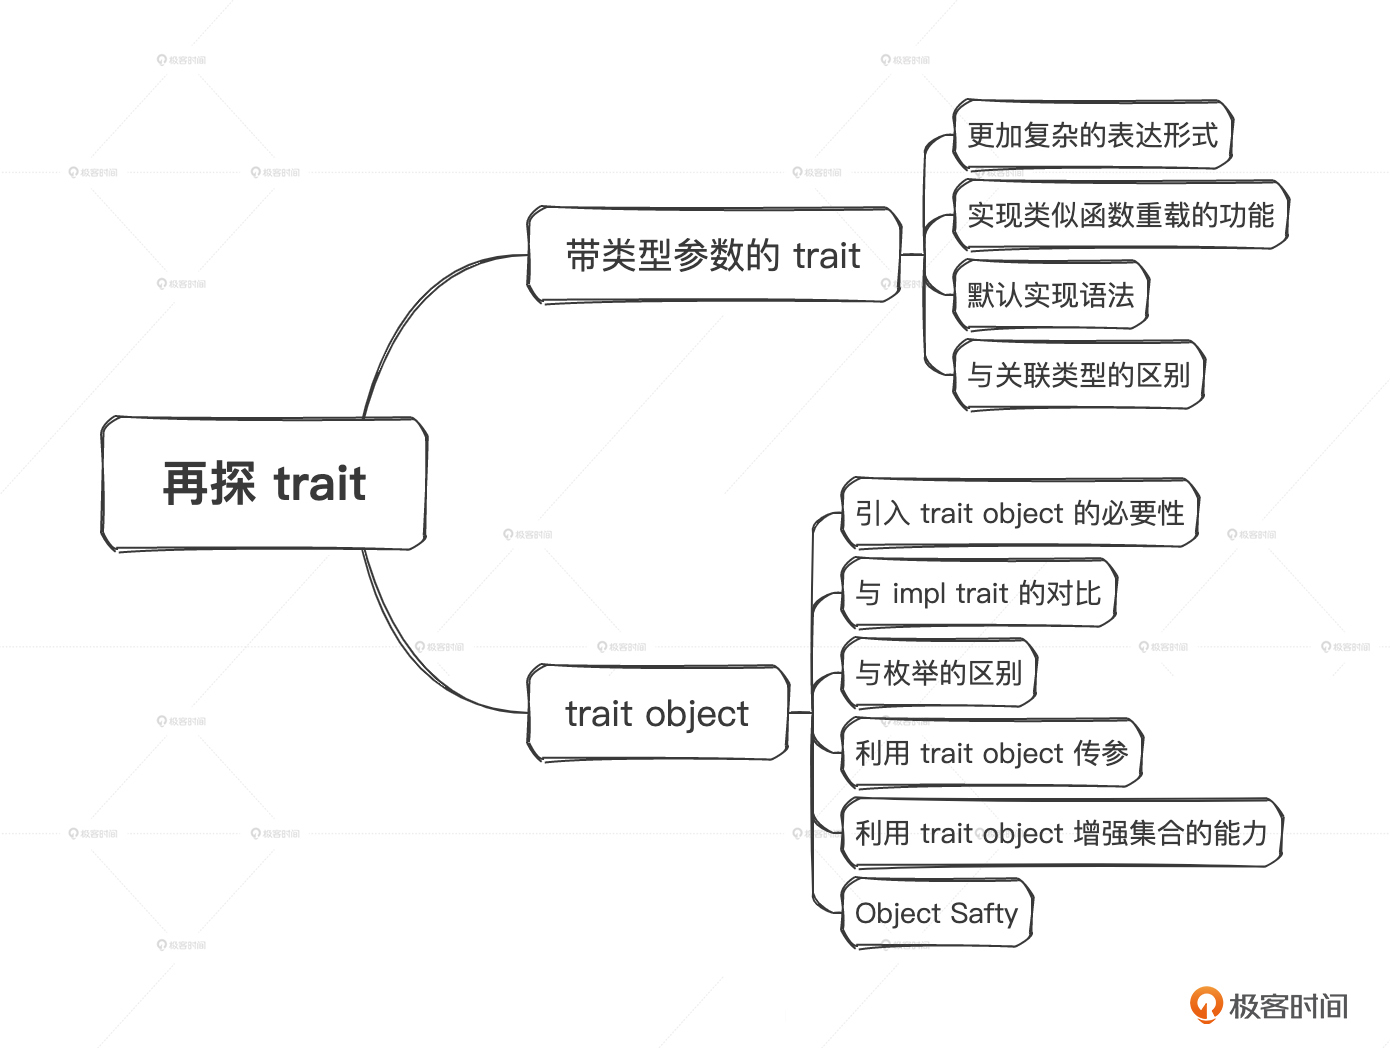 更加复杂的表达形式
实现类似函数重载的功能
带类型参数的 trait
默认实现语法
与关联类型的区别
再探 trait
引入 trait object 的必要性
与 impl trait 的对比
与枚举的区别
trait object
利用 trait object 传参
利用 trait object 增强集合的能力
Object Safty
极客时间